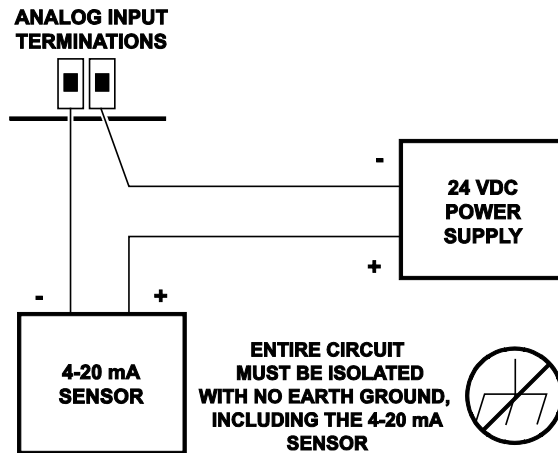 ANALOG INPUT
TERMINATIONS
-
24 VDC
POWER
SUPPLY
+
-
+
4-20 mA
SENSOR
ENTIRE CIRCUIT
MUST BE ISOLATED
WITH NO EARTH GROUND,
INCLUDING THE 4-20 mA
SENSOR